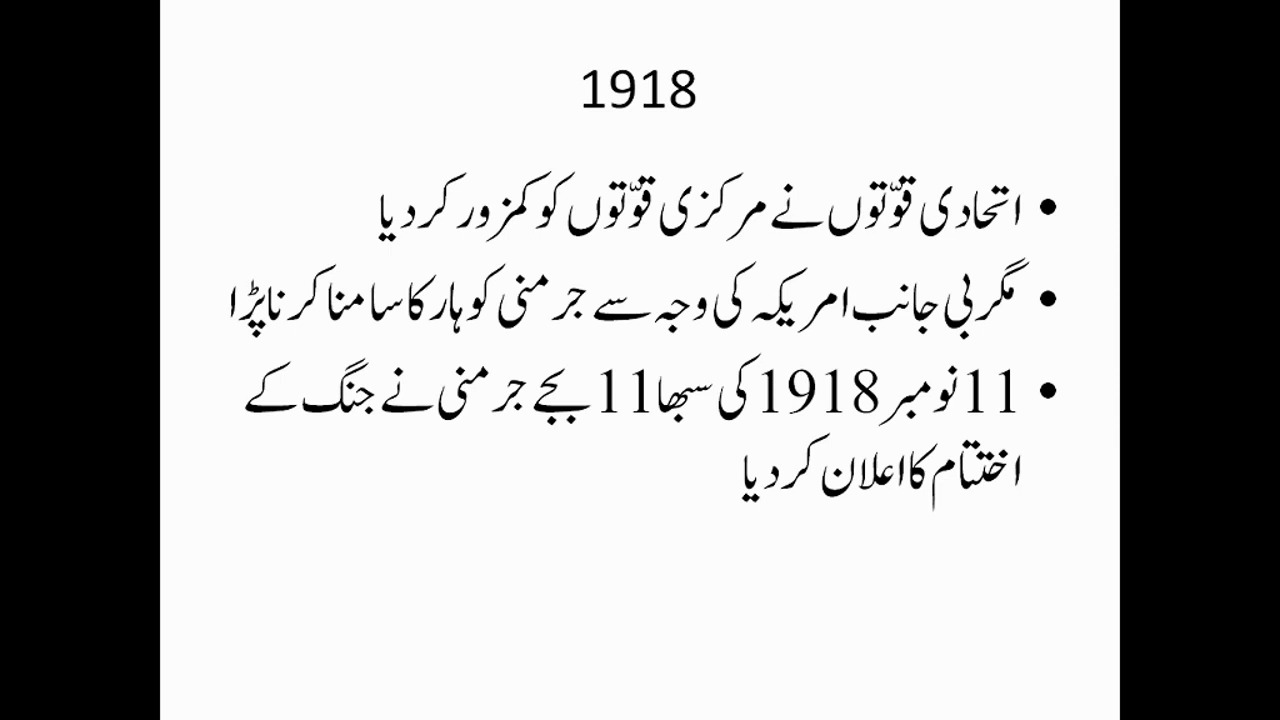 1918
• اتحادی قوّتوں نے مرکزی قوّتوں کو کمزور کر دیا
• مگربی جانب امریکہ کی وجہ سے جرمنی کو ہار کا سامنا کرنا پڑا
• 11 نومبر 1918 کی سبھا 11 بجے جرمنی نے جنگ کے
اختتام کا اعلان کر دیا